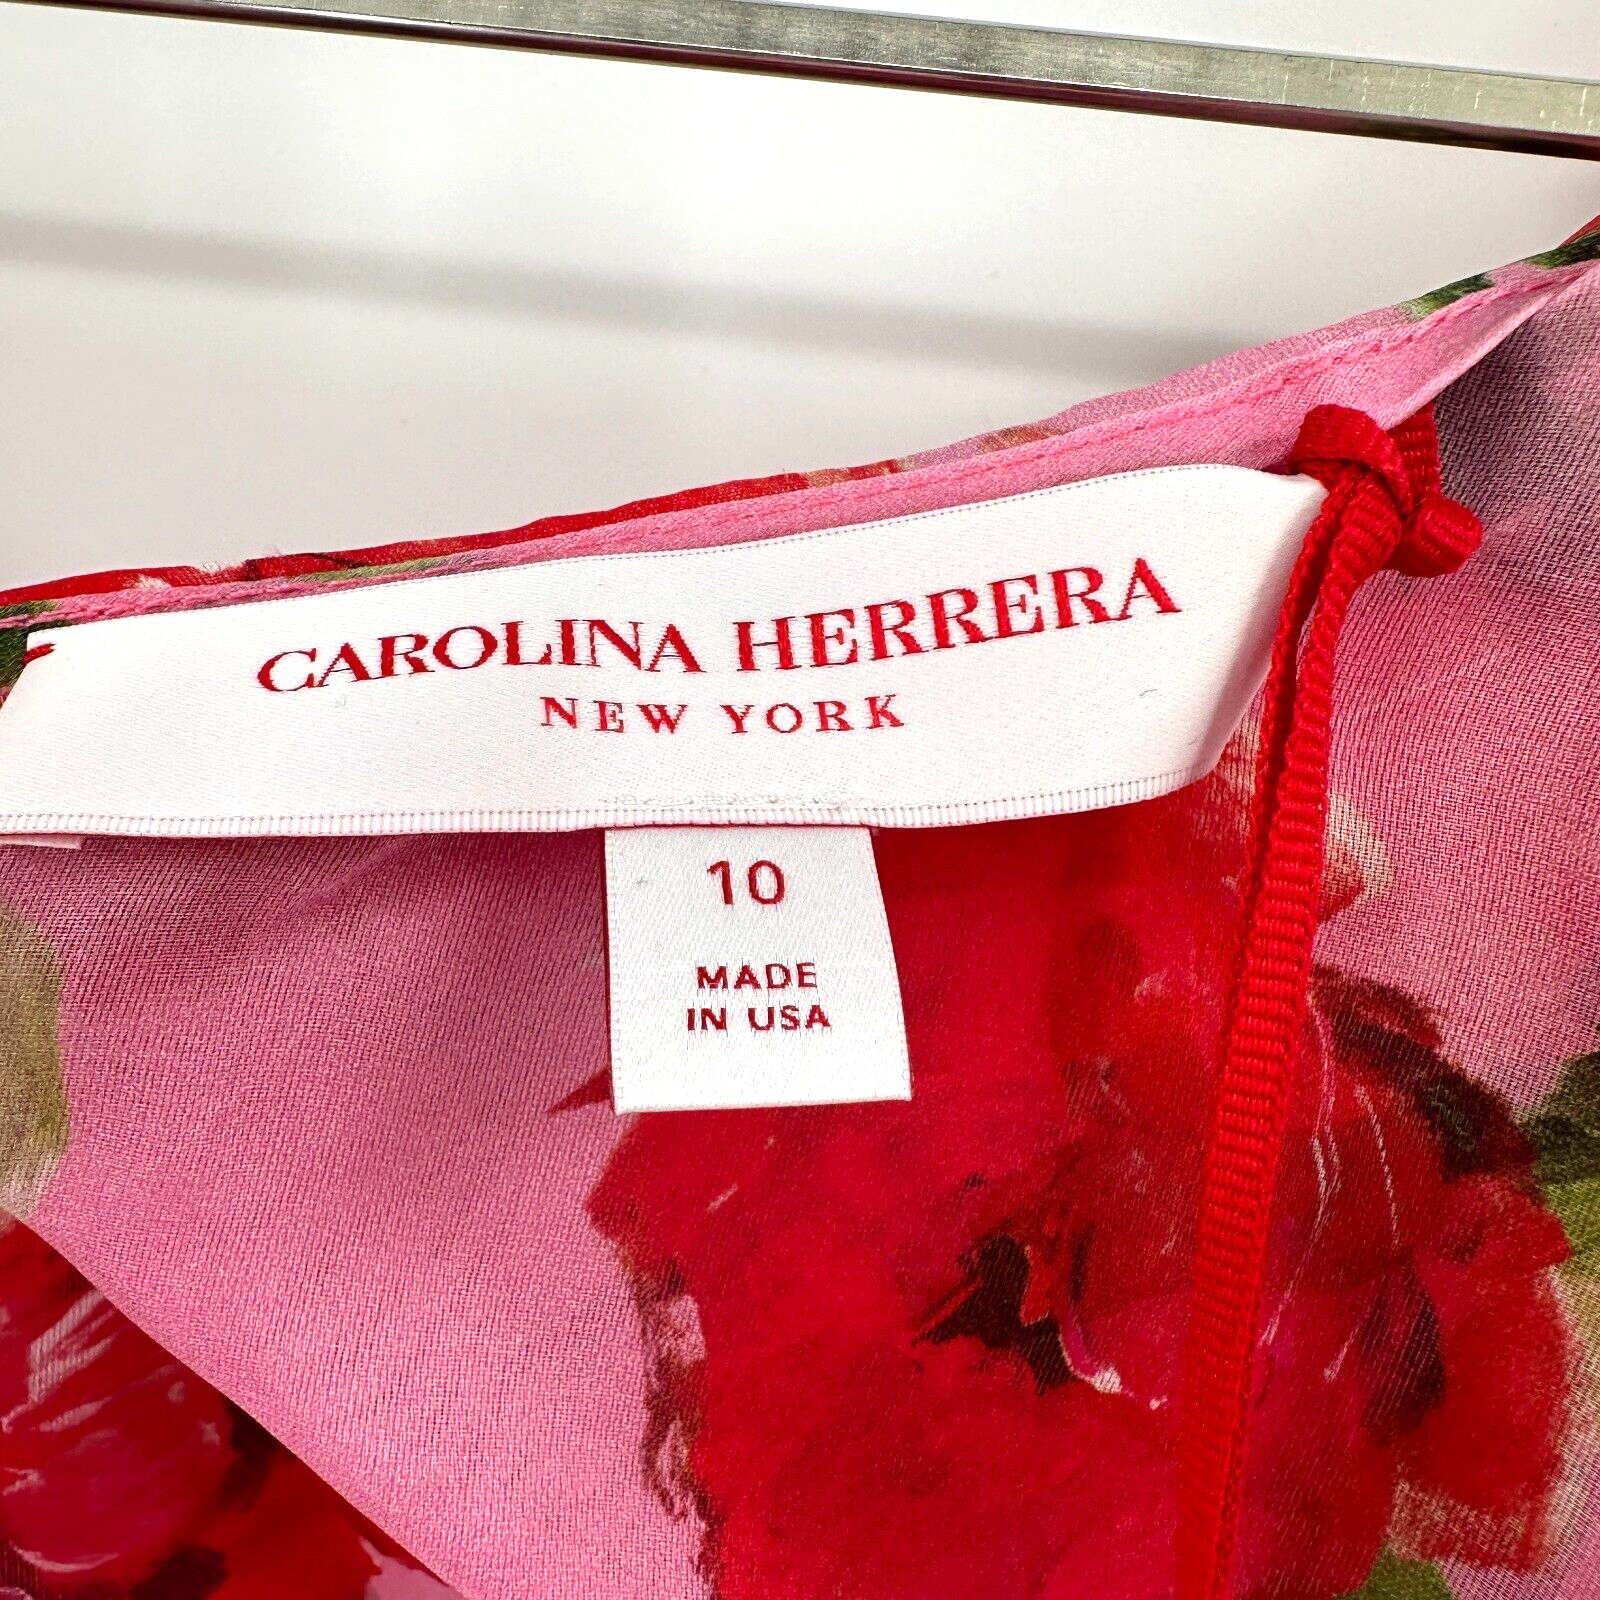 CAROLINA HERRERA
NEW YORK
10
MADE
IN USA